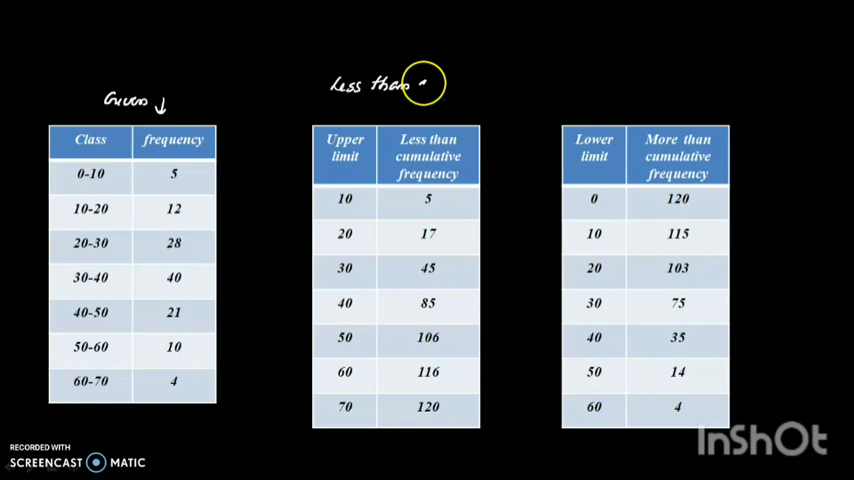 Given ↓
Less than
Class frequency
0-10 5
10-20 12
20-30 28
30-40 40
40-50 21
50-60 10
60-70 4
Upper limit Less than cumulative frequency
10 5
20 17
30 45
40 85
50 106
60 116
70 120
Lower limit More than cumulative frequency
0 120
10 115
20 103
30 75
40 35
50 14
60 4
RECORDED WITH
SCREENCAST MATIC
InShOt